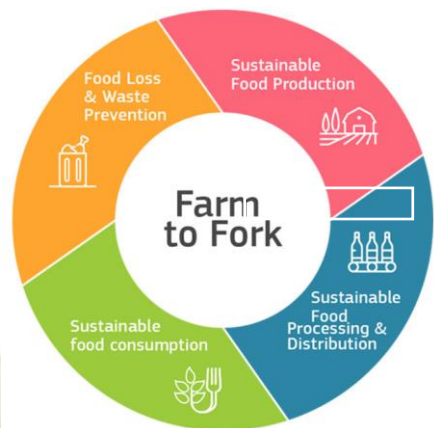 Food Loss
& Waste
Prevention
Sustainable
Food Production
Farm
to Fork
Sustainable
Food
Processing &
Distribution
Sustainable
food consumption